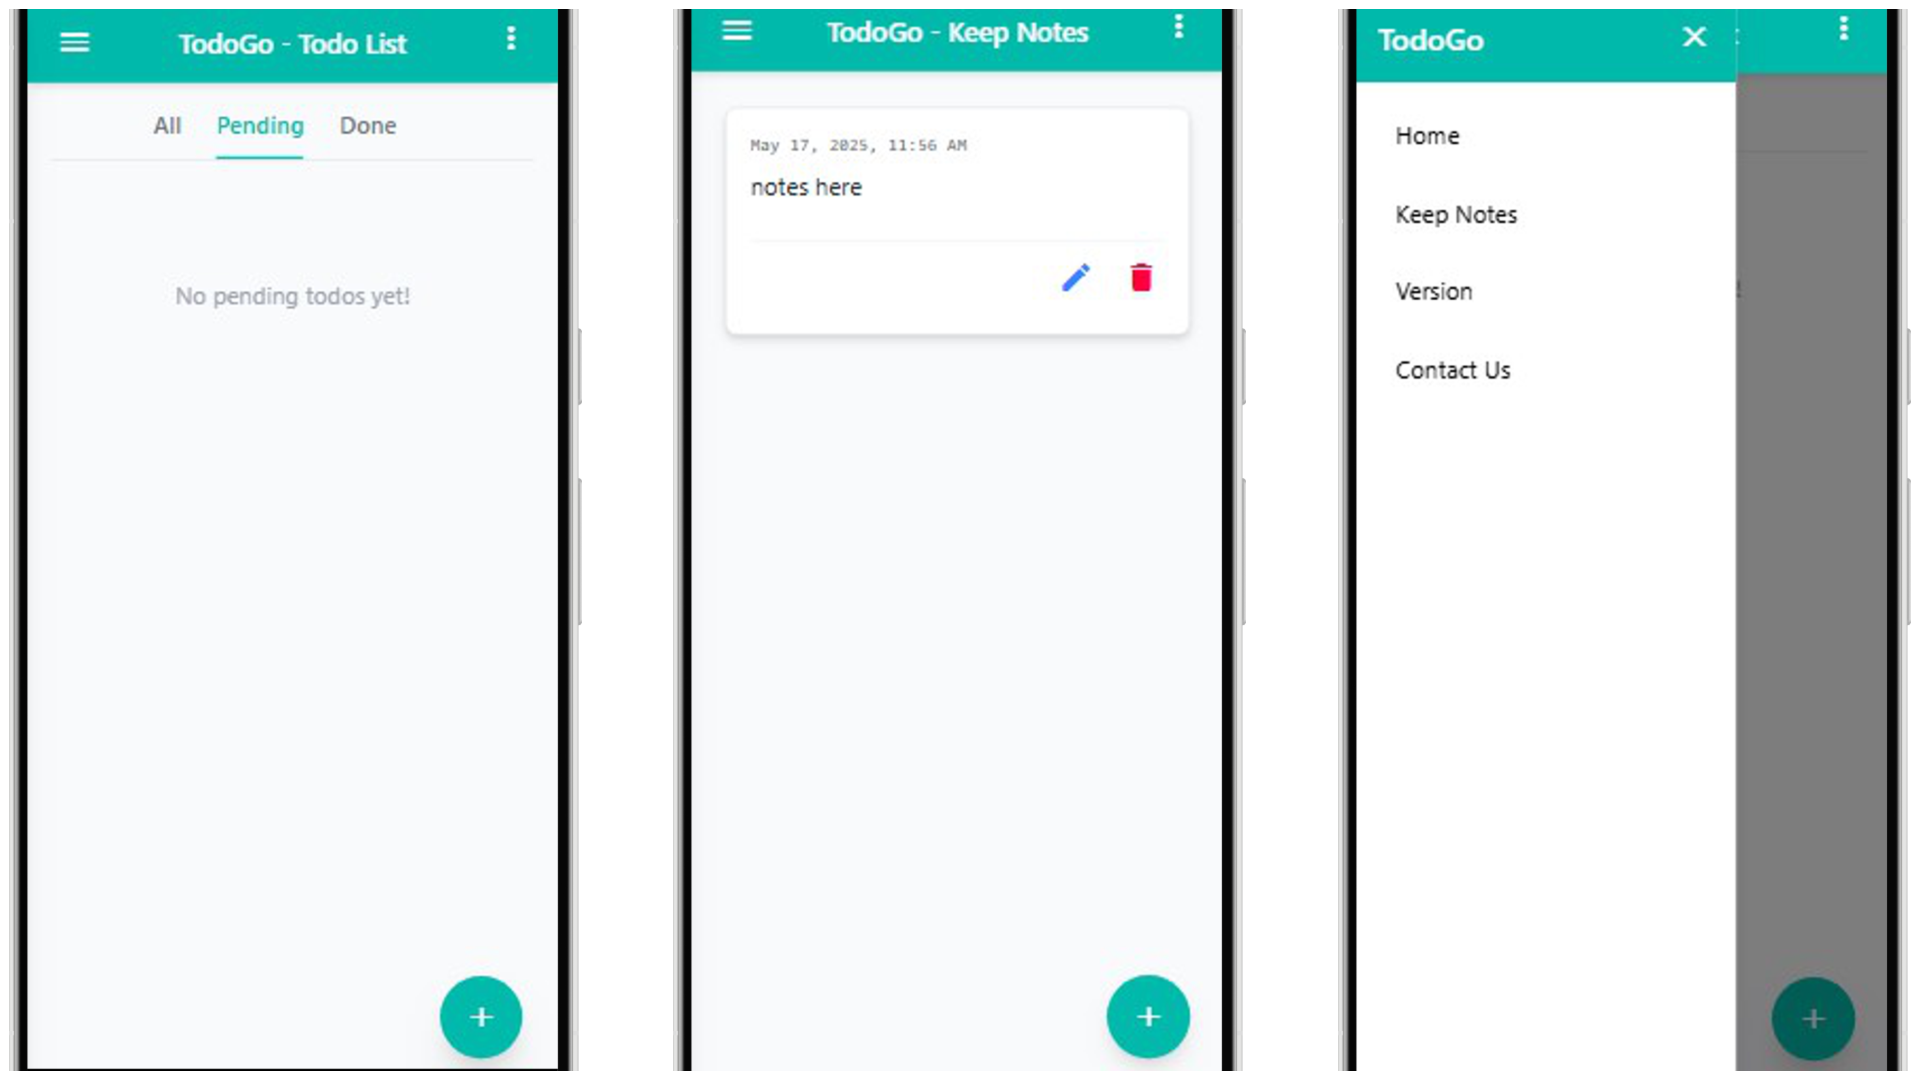 TodoGo - Todo List
All Pending Done
No pending todos yet!
TodoGo - Keep Notes
May 17, 2025, 11:56 AM
notes here
TodoGo
Home
Keep Notes
Version
Contact Us